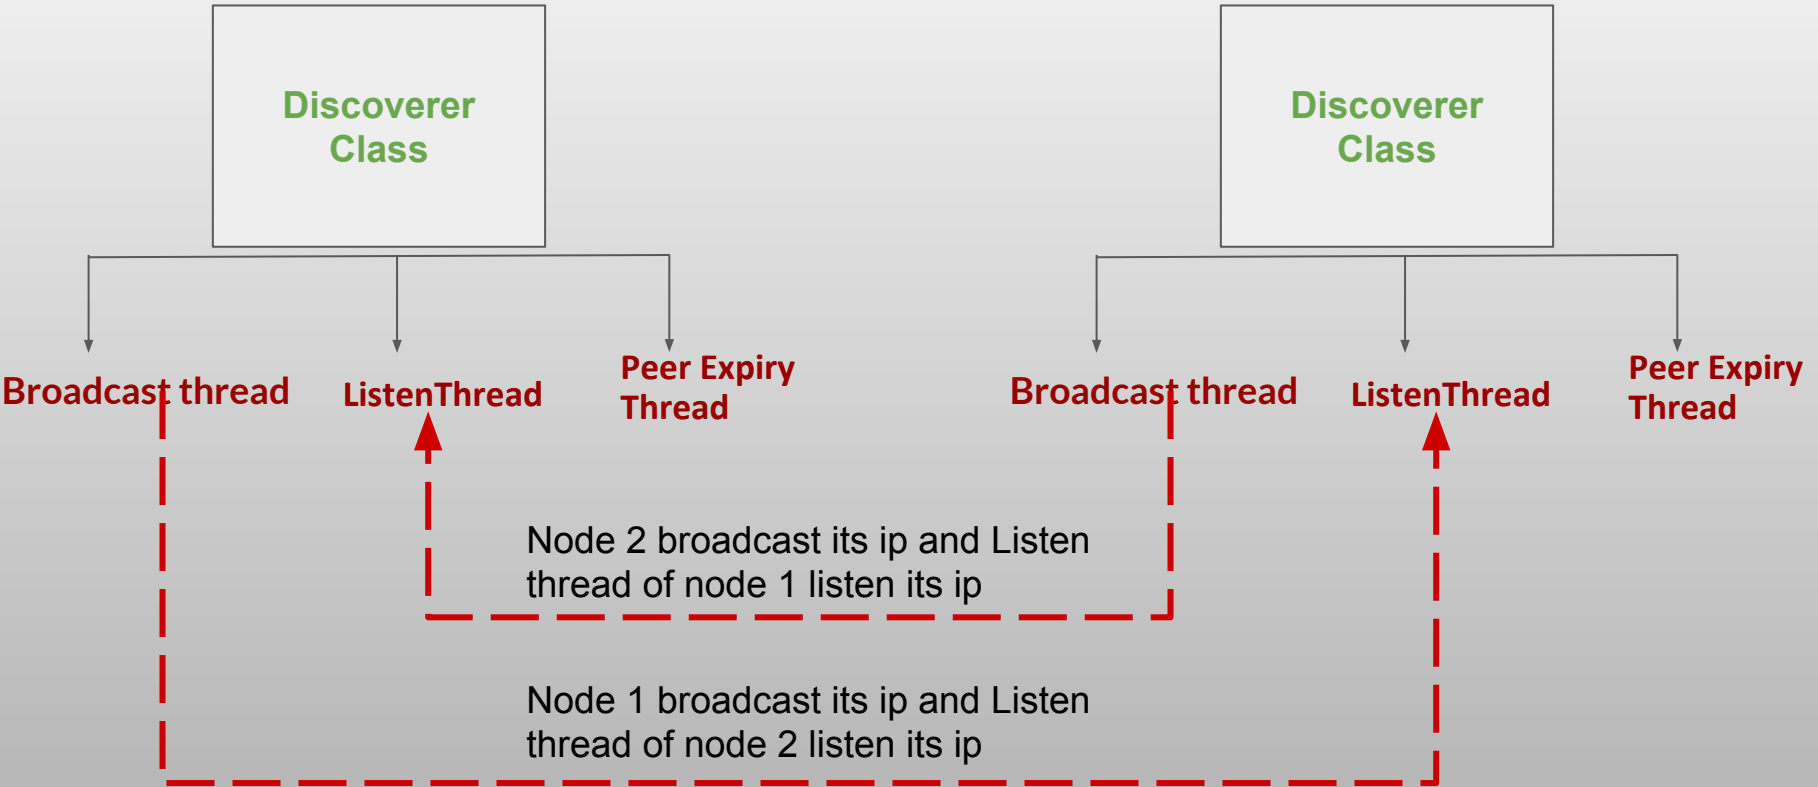 Discoverer
Class
Discoverer
Class
Broadcast thread
ListenThread
Peer Expiry
Thread
Broadcast thread
ListenThread
Peer Expiry
Thread
Node 2 broadcast its ip and Listen
thread of node 1 listen its ip
Node 1 broadcast its ip and Listen
thread of node 2 listen its ip